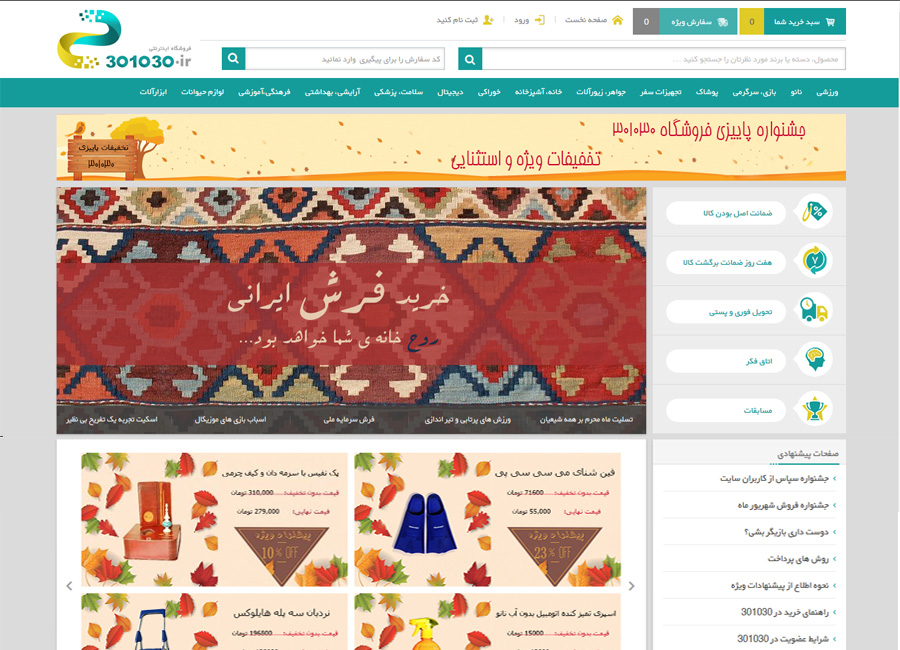 سبد خرید شما
0
سفارش ویژه
0
صفحه نخست
ورود
ثبت نام کنید
فروشگاه اینترنتی
301030.ir
محصول، دسته یا برند مورد نظرتان را جستجو کنید ...
کد سفارش را برای پیگیری وارد نمائید
ورزشی
نانو
بازی، سرگرمی
پوشاک
تجهیزات سفر
جواهر، زیورآلات
خانه، آشپزخانه
خوراکی
دیجیتال
سلامت، پزشکی
آرایشی، بهداشتی
فرهنگی،آموزشی
لوازم حیوانات
ابزارآلات
جشنواره پاییزی فروشگاه ۳۰۱۰۳۰
تخفیفات ویژه و استثنایی
تخفیفات پاییزی
۳۰۱۰۳۰
ضمانت اصل بودن کالا
هفت روز ضمانت برگشت کالا
تحویل فوری و پستی
اتاق فکر
مسابقات
خرید فرش ایرانی
روح خانه ی شما خواهد بود...
تسلیت ماه محرم بر همه شیعیان
ورزش های پرتابی و تیر اندازی
فرش سرمایه ملی
اسباب بازی های موزیکال
اسکیت تجربه یک تفریح بی نظیر
صفحات پیشنهادی
جشنواره سپاس از کاربران سایت
جشنواره فروش شهریور ماه
دوست داری بازیگر بشی؟
روش های پرداخت
نحوه اطلاع از پیشنهادات ویژه
راهنمای خرید در 301030
شرایط عضویت در 301030
فین شنای می سی سی پی
قیمت بدون تخفیف: 71600 تومان
قیمت نهایی: 55,000 تومان
پیشنهاد ویژه
23% OFF
پک نفیس با سرمه دان و کیف چرمی
قیمت بدون تخفیف: 310,000 تومان
قیمت نهایی: 279,000 تومان
پیشنهاد ویژه
10% OFF
اسپری تمیز کننده اتومبیل بدون آب نانو
قیمت بدون تخفیف: 15000 تومان
نردبان سه پله هایلوکس
قیمت بدون تخفیف: 196800 تومان